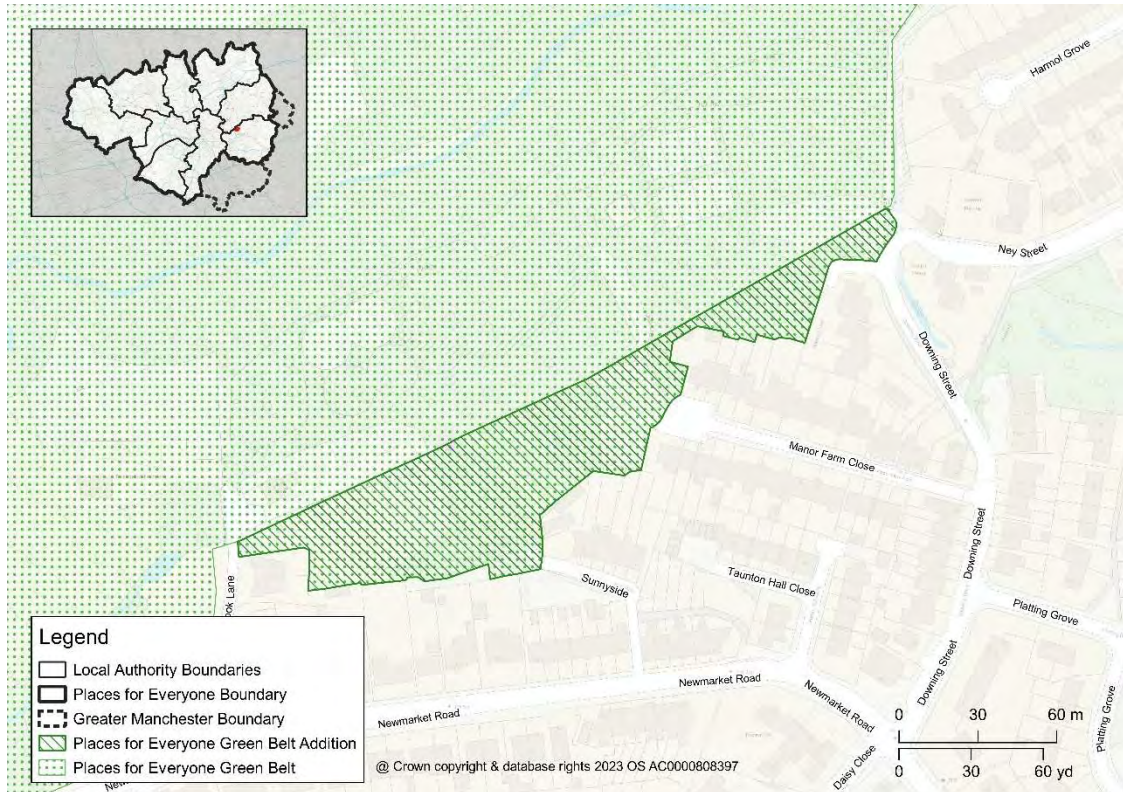 Harmol Grove
Ney Street
Downing Street
Manor Farm Close
Downing Street
Sunnyside
Taunton Hall Close
Platting Grove
ook Lane
Downing Street
Newmarket Road
Newmarket Road
Newmarket Road
Daisy Close
Platting Grove
Legend
Local Authority Boundaries
Places for Everyone Boundary
Greater Manchester Boundary
Places for Everyone Green Belt Addition
Places for Everyone Green Belt
@ Crown copyright & database rights 2023 OS AC0000808397
0 30 60 m
0 30 60 yd